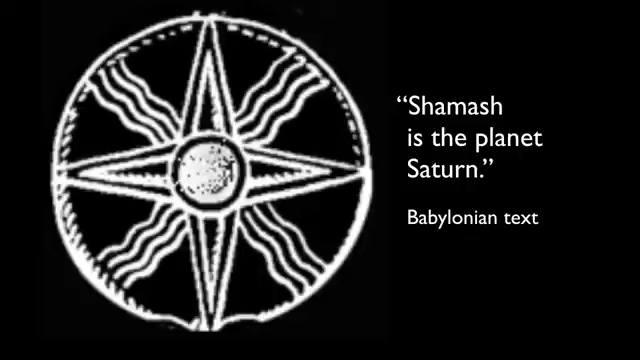 “Shamash
is the planet
Saturn.”
Babylonian text